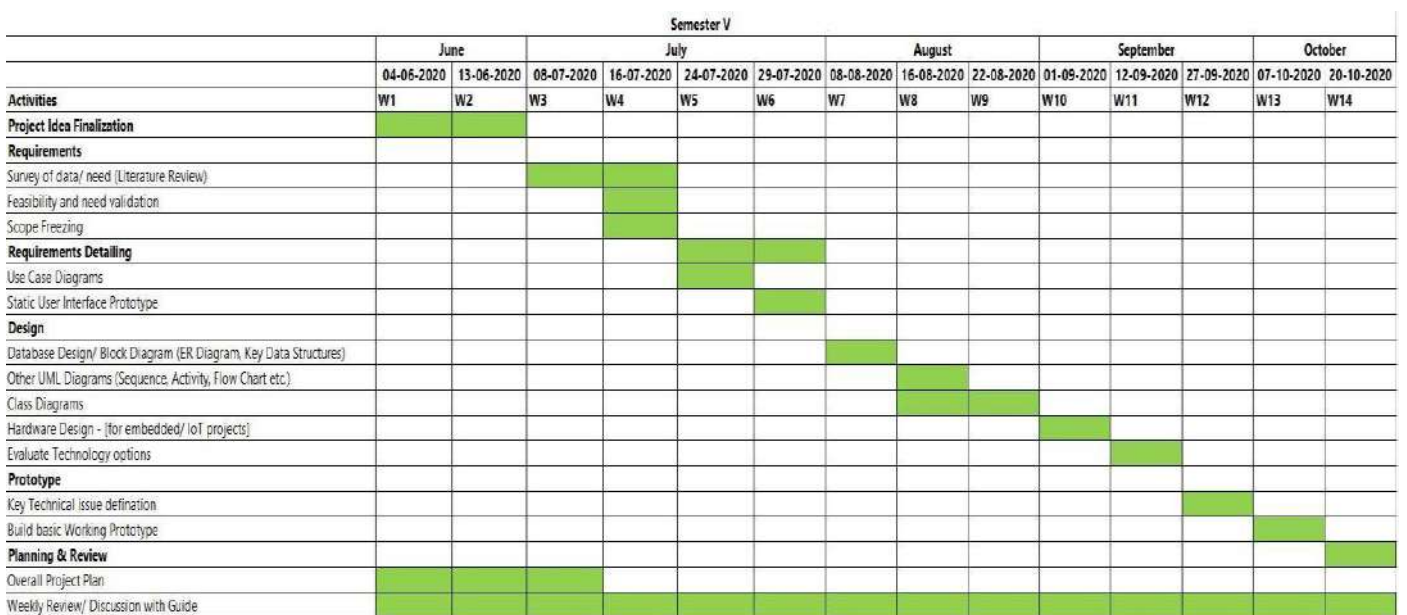 Semester V
June July August September October
04-06-2020 13-06-2020 08-07-2020 16-07-2020 24-07-2020 29-07-2020 08-08-2020 16-08-2020 22-08-2020 01-09-2020 12-09-2020 27-09-2020 07-10-2020 20-10-2020
Activities W1 W2 W3 W4 W5 W6 W7 W8 W9 W10 W11 W12 W13 W14
Project Idea Finalization
Requirements
Survey of data/ need (Literature Review)
Feasibility and need validation
Scope Freezing
Requirements Detailing
Use Case Diagrams
Static User Interface Prototype
Design
Database Design/ Block Diagram (ER Diagram, Key Data Structures)
Other UML Diagrams (Sequence, Activity, Flow Chart etc.)
Class Diagrams
Hardware Design - [for embedded/ IoT projects]
Evaluate Technology options
Prototype
Key Technical issue defination
Build basic Working Prototype
Planning & Review
Overall Project Plan
Weekly Review/ Discussion with Guide